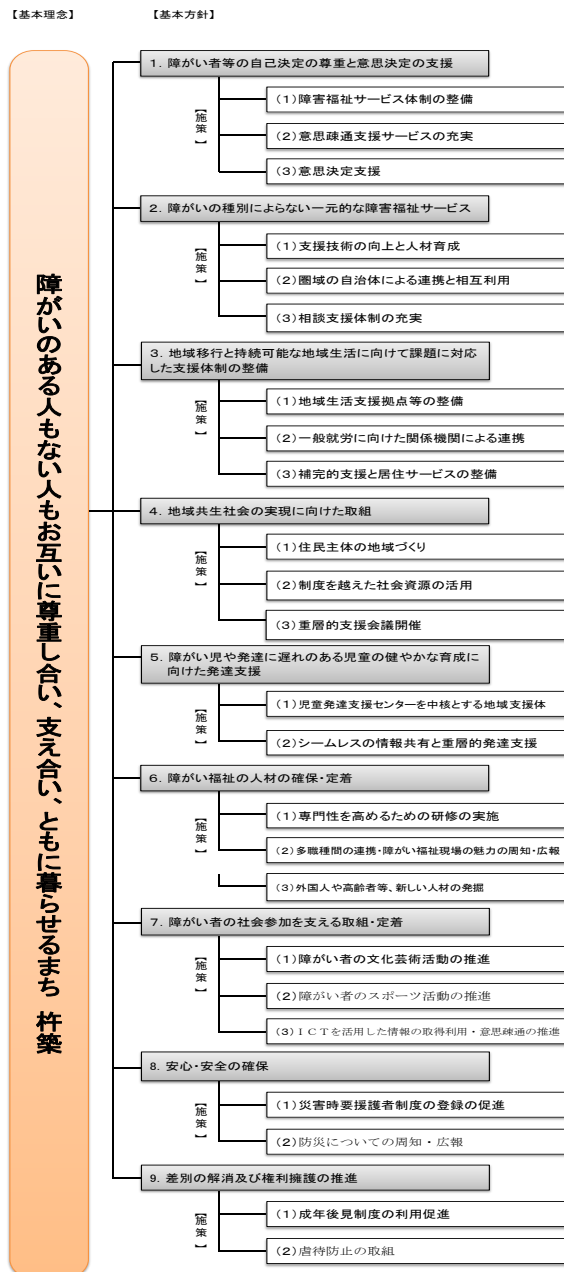 【基本理念】
【基本方針】
障がいのある人もない人もお互いに尊重し合い、支え合い、ともに暮らせるまち 杵築
1. 障がい者等の自己決定の尊重と意思決定の支援
【施策】
(1)障害福祉サービス体制の整備
(2)意思疎通支援サービスの充実
(3)意思決定支援
2. 障がいの種別によらない一元的な障害福祉サービス
【施策】
(1)支援技術の向上と人材育成
(2)圏域の自治体による連携と相互利用
(3)相談支援体制の充実
3. 地域移行と持続可能な地域生活に向けて課題に対応
した支援体制の整備
【施策】
(1)地域生活支援拠点等の整備
(2)一般就労に向けた関係機関による連携
(3)補完的支援と居住サービスの整備
4. 地域共生社会の実現に向けた取組
【施策】
(1)住民主体の地域づくり
(2)制度を越えた社会資源の活用
(3)重層的支援会議開催
5. 障がい児や発達に遅れのある児童の健やかな育成に
向けた発達支援
【施策】
(1)児童発達支援センターを中核とする地域支援体
(2)シームレスの情報共有と重層的発達支援
6. 障がい福祉の人材の確保・定着
【施策】
(1)専門性を高めるための研修の実施
(2)多職種間の連携・障がい福祉現場の魅力の周知・広報
(3)外国人や高齢者等、新しい人材の発掘
7. 障がい者の社会参加を支える取組・定着
【施策】
(1)障がい者の文化芸術活動の推進
(2)障がい者のスポーツ活動の推進
(3)ICTを活用した情報の取得利用・意思疎通の推進
8. 安心・安全の確保
【施策】
(1)災害時要援護者制度の登録の促進
(2)防災についての周知・広報
9. 差別の解消及び権利擁護の推進
【施策】
(1)成年後見制度の利用促進
(2)虐待防止の取組